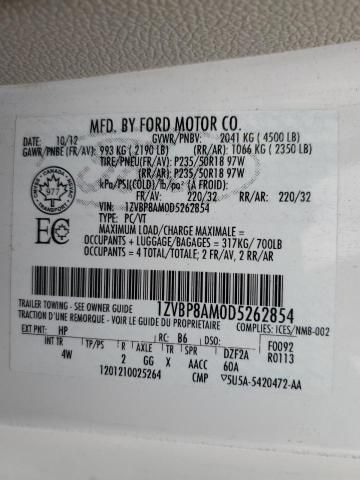 MFD. BY FORD MOTOR CO.
DATE: 10/12 GVWR/PNBV: 2041 KG ( 4500 LB)
GAWR/PNBE (FR/AV): 993 KG ( 2190 LB) (RR/AR): 1066 KG ( 2350 LB)
TIRE/PNEU(FR/AV): P235/50R18 97W
(RR/AR): P235/50R18 97W
kPa/PSI(COLD)/lb/po² (À FROID):
(FR/AV): 220/32 RR/AR: 220/32
VIN: 1ZVBP8AM0D5262854
TYPE: PC/VT
MAXIMUM LOAD/CHARGE MAXIMALE =
OCCUPANTS + LUGGAGE/BAGAGES = 317KG/ 700LB
OCCUPANTS = 4 TOTAL/TOTALE: 2 FR/AV, 2 RR/AR
CANADA
977
TRANSPORT
EC
1ZVBP8AM0D5262854
TRAILER TOWING - SEE OWNER GUIDE
TRACTION D'UNE REMORQUE - VOIR GUIDE DU PROPRIÉTAIRE
COMPLIES: ICES/NMB-002
EXT PNT: HP RC: B6 DSO: F0092
INT TR TP/PS R AXLE TR SPR DZF2A R0113
4W 2 GG X AACC 60A
1201210025264 CMP 5U5A-5420472-AA